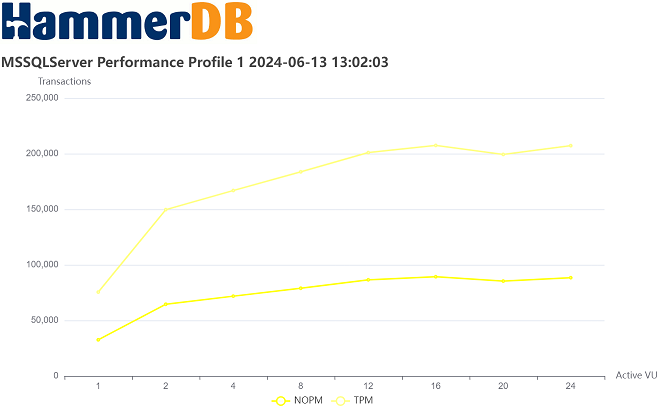 HammerDB
MSSQLServer Performance Profile 1 2024-06-13 13:02:03
Transactions
250,000
200,000
150,000
100,000
50,000
0
1 2 4 8 12 16 20 24
Active VU
NOPM TPM